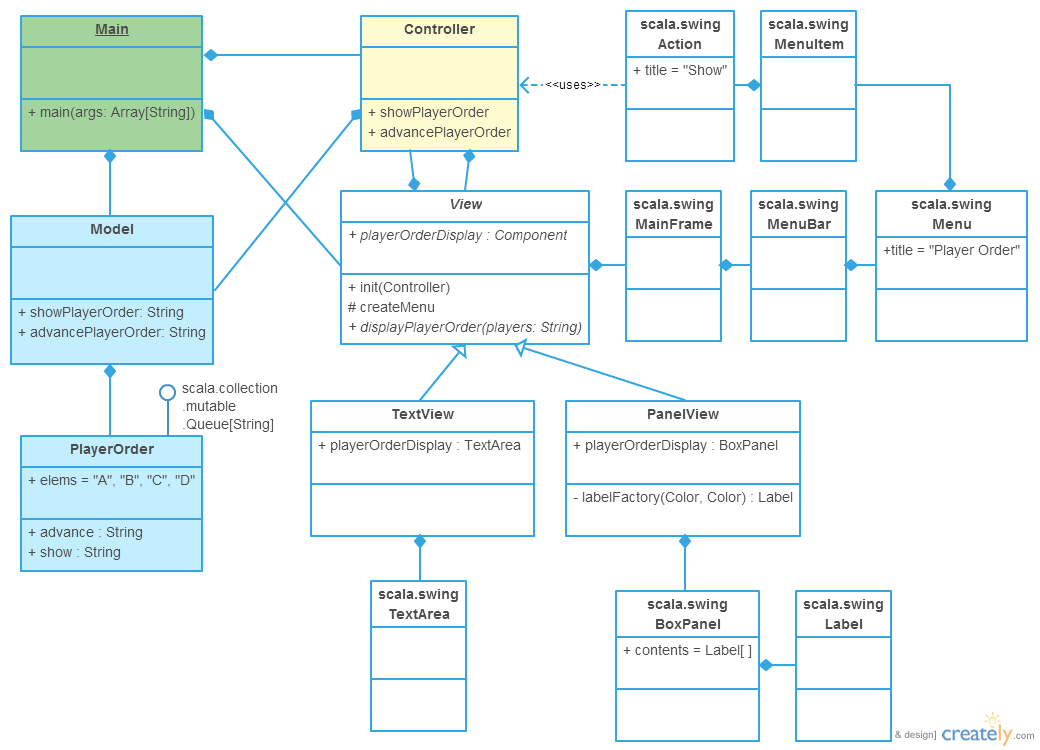 Main
+ main(args: Array[String])
Controller
+ showPlayerOrder
+ advancePlayerOrder
<<uses>>
scala.swing
Action
+ title = "Show"
scala.swing
MenuItem
Model
+ showPlayerOrder: String
+ advancePlayerOrder: String
View
+ playerOrderDisplay : Component
+ init(Controller)
# createMenu
+ displayPlayerOrder(players: String)
scala.swing
MainFrame
scala.swing
MenuBar
scala.swing
Menu
+title = "Player Order"
scala.collection
.mutable
.Queue[String]
PlayerOrder
+ elems = "A", "B", "C", "D"
+ advance : String
+ show : String
TextView
+ playerOrderDisplay : TextArea
PanelView
+ playerOrderDisplay : BoxPanel
- labelFactory(Color, Color) : Label
scala.swing
TextArea
scala.swing
BoxPanel
+ contents = Label[ ]
scala.swing
Label
& design] creately.com